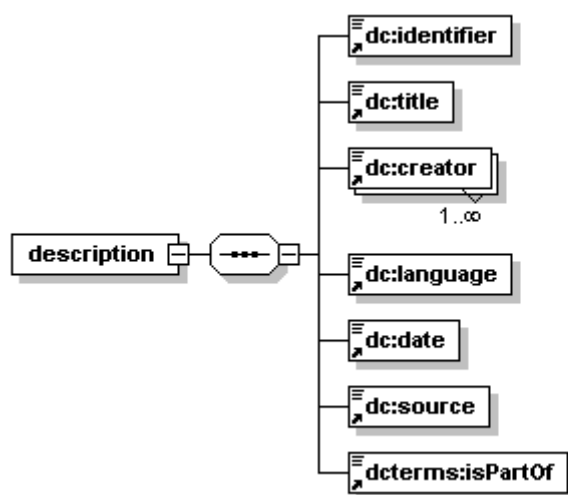 dc:identifier
dc:title
dc:creator
1..∞
description
dc:language
dc:date
dc:source
dcterms:isPartOf